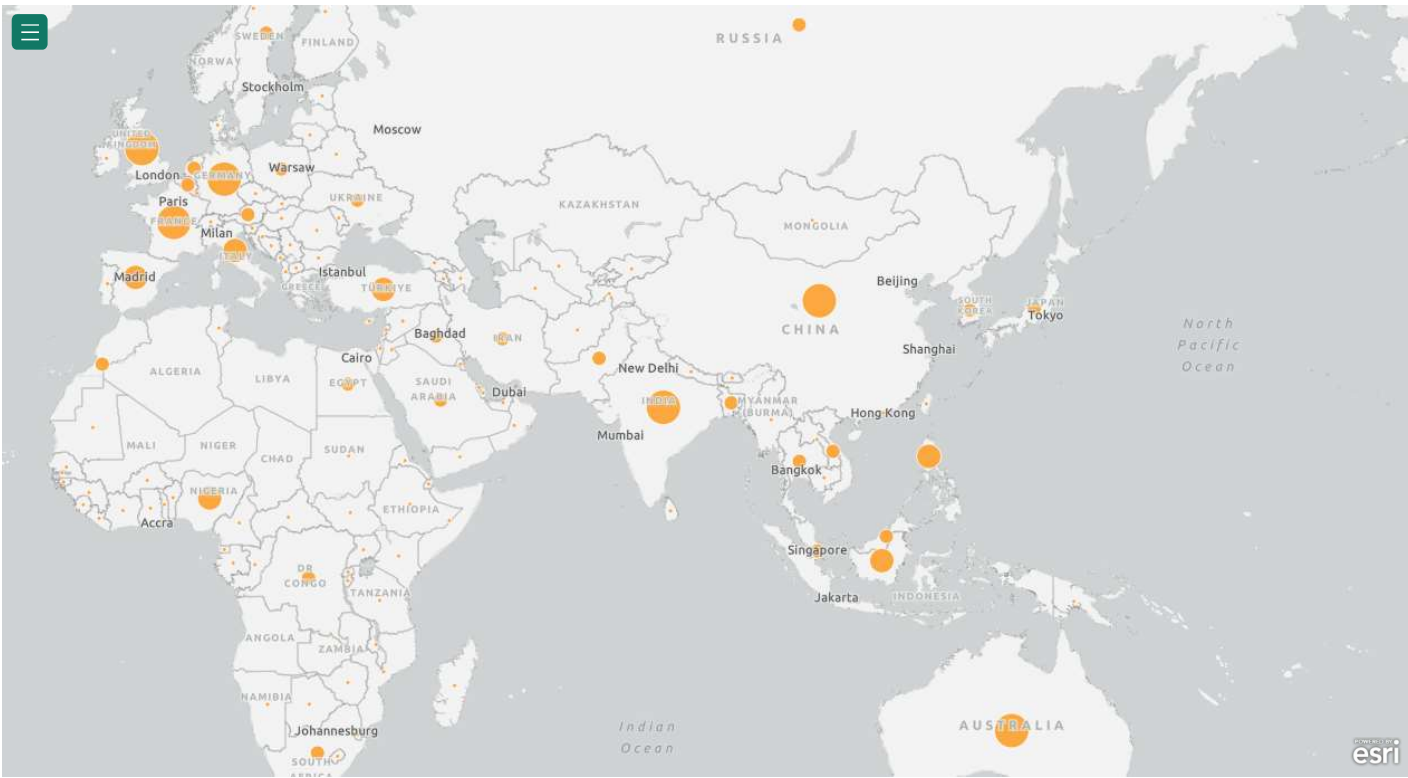 SWEDEN
FINLAND
NORWAY
RUSSIA
Stockholm
Moscow
UNITED
KINGDOM
London
GERMANY
Warsaw
Paris
UKRAINE
KAZAKHSTAN
FRANCE
MONGOLIA
Milan
ITALY
Madrid
Istanbul
GREECE
TÜRKIYE
Beijing
SOUTH
KOREA
JAPAN
Tokyo
CHINA
North
Pacific
Ocean
Baghdad
IRAN
Cairo
Shanghai
ALGERIA
LIBYA
EGYPT
SAUDI
ARABIA
Dubai
New Delhi
INDIA
MYANMAR
(BURMA)
Hong Kong
Mumbai
MALI
NIGER
CHAD
SUDAN
Bangkok
NIGERIA
ETHIOPIA
Accra
Singapore
DR
CONGO
TANZANIA
Jakarta
INDONESIA
ANGOLA
ZAMBIA
NAMIBIA
Indian
Ocean
AUSTRALIA
Johannesburg
SOUTH
AFRICA
POWERED BY
esri